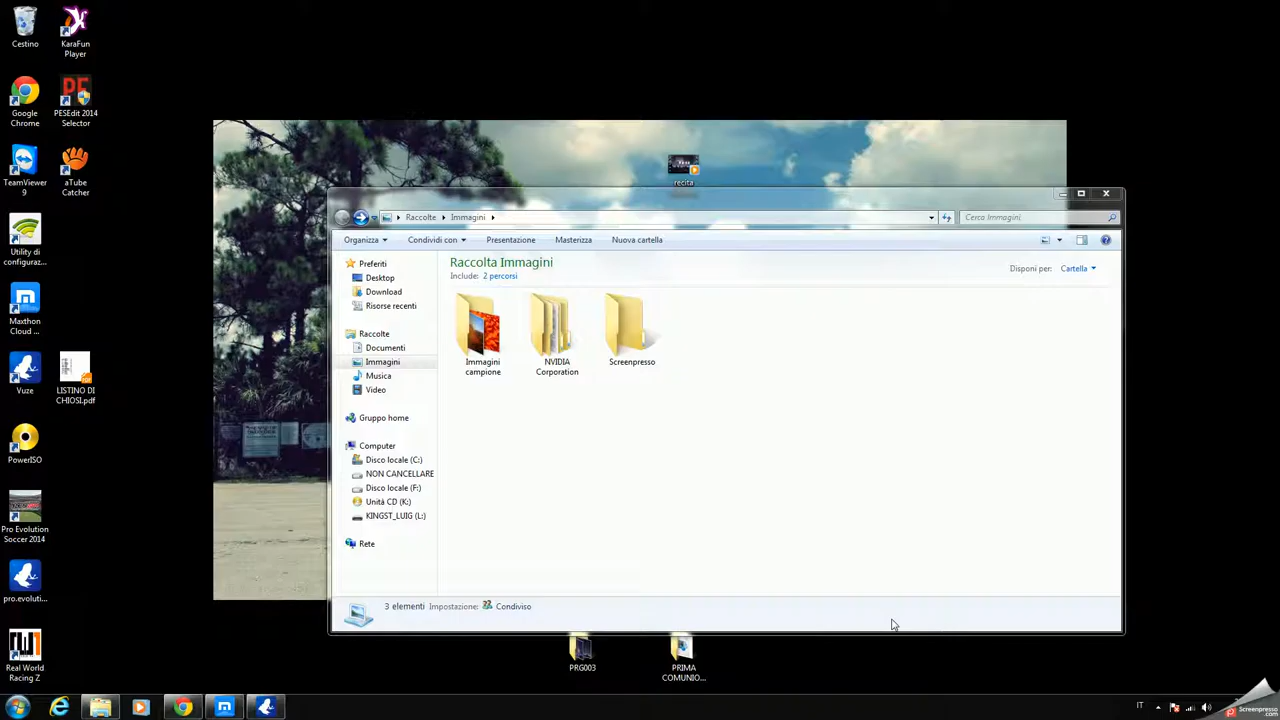 Cestino
KaraFun
Player
Google
Chrome
PESEdit 2014
Selector
TeamViewer
9
aTube
Catcher
Utility di
configuraz...
Maxthon
Cloud ...
Vuze
LISTINO DI
CHIOSI.pdf
PowerISO
Pro Evolution
Soccer 2014
pro.evoluti...
Real World
Racing Z
recita
Raccolte
Immagini
Cerca Immagini
Organizza
Condividi con
Presentazione
Masterizza
Nuova cartella
Preferiti
Desktop
Download
Risorse recenti
Raccolte
Documenti
Immagini
Musica
Video
Gruppo home
Computer
Disco locale (C:)
NON CANCELLARE
Disco locale (F:)
Unità CD (K:)
KINGST_LUIG (L:)
Rete
Raccolta Immagini
Include: 2 percorsi
Disponi per: Cartella
Immagini
campione
NVIDIA
Corporation
Screenpresso
3 elementi Impostazione: Condiviso
PRG003
PRIMA
COMUNIO...
IT
Screenpresso
.com